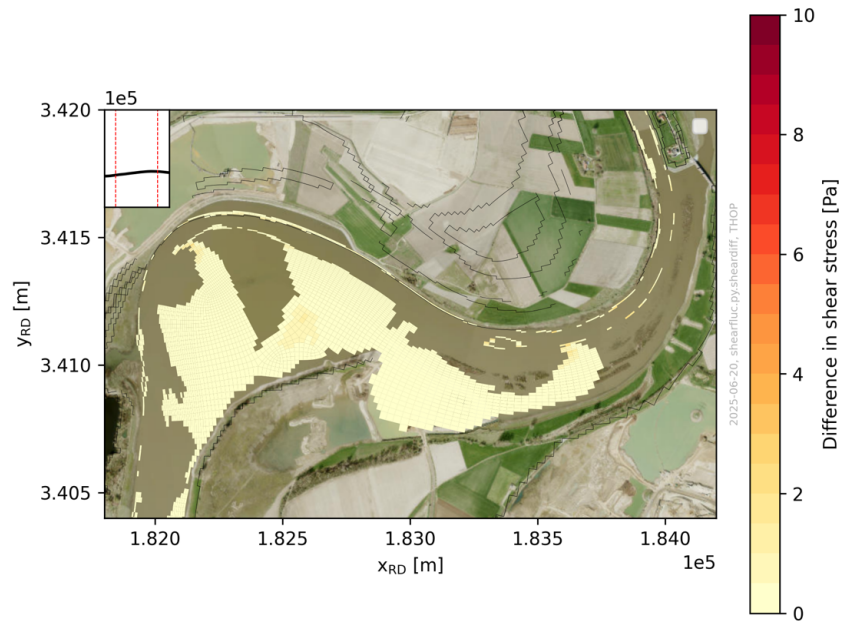 1e5
3.420
3.415
3.410
3.405
y_RD [m]
1.820
1.825
1.830
1.835
1.840
x_RD [m]
1e5
2025-06-20, shearfluc.py.sheardiff, THOP
10
8
6
4
2
0
Difference in shear stress [Pa]